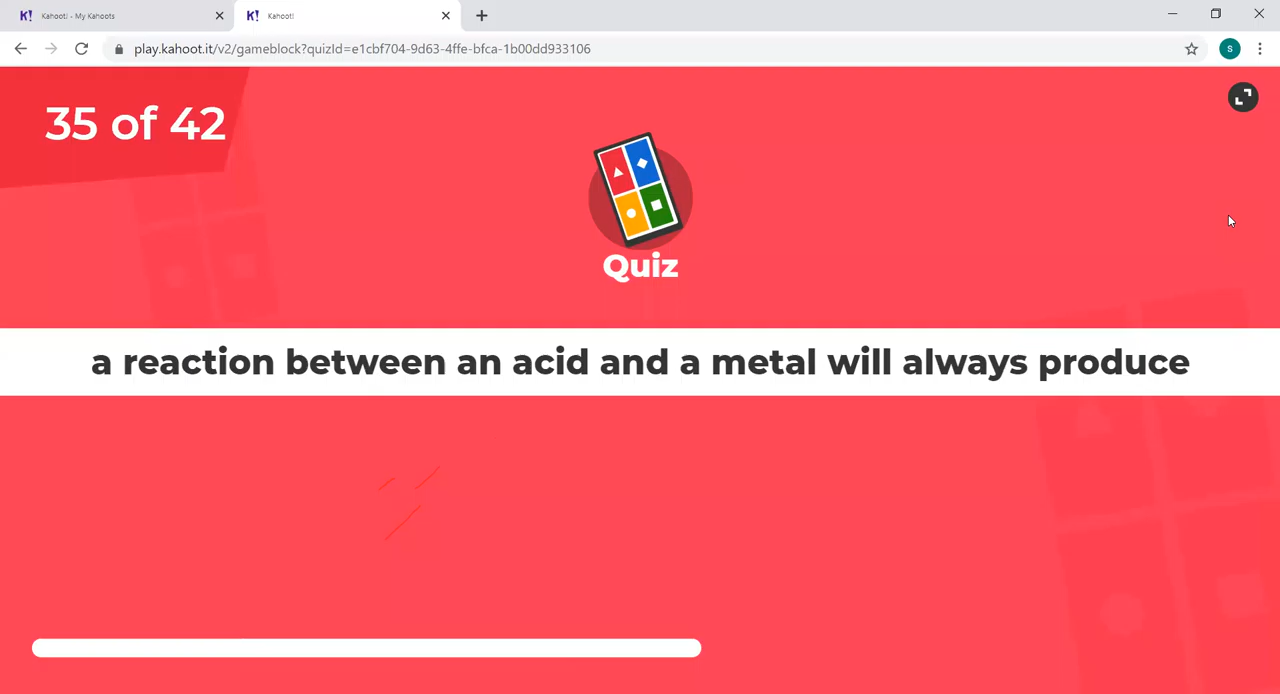 K! Kahoot! - My Kahoots
K! Kahoot!
play.kahoot.it/v2/gameblock?quizId=e1cbf704-9d63-4ffe-bfca-1b00dd933106
S
35 of 42
Quiz
a reaction between an acid and a metal will always produce